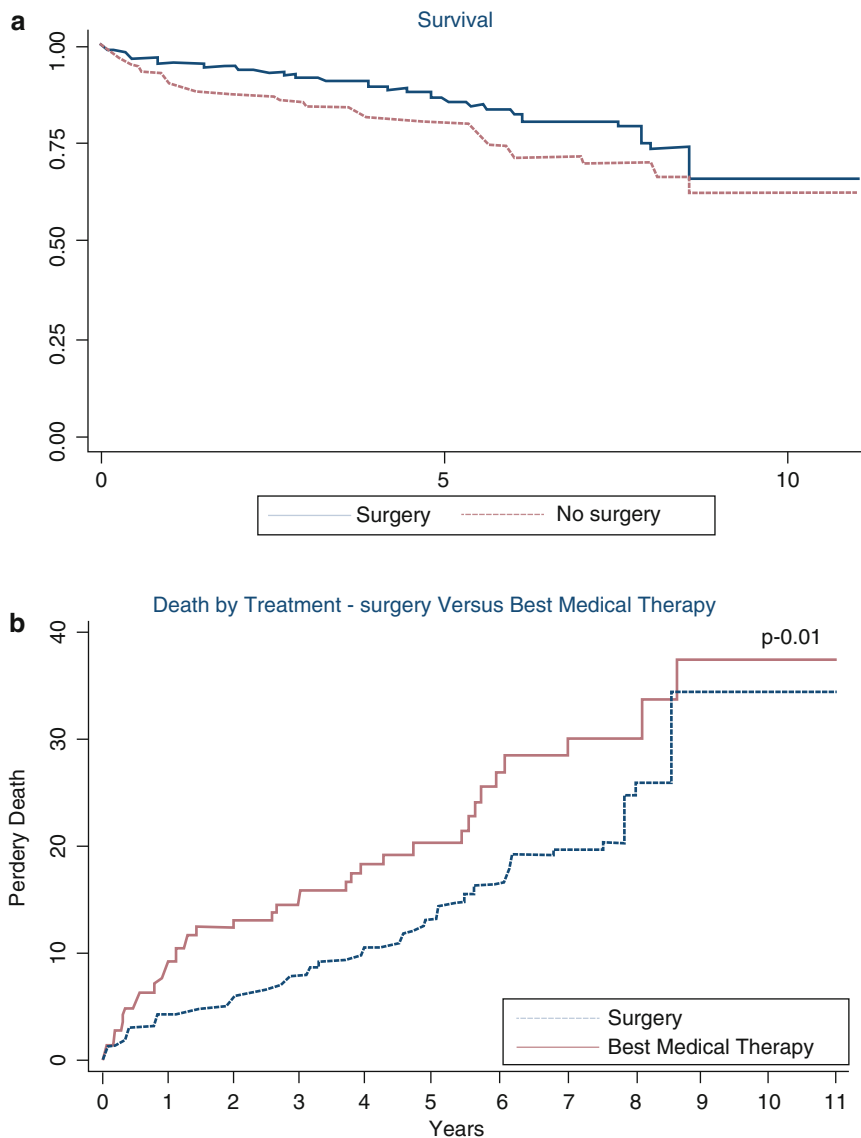 a
Survival
1.00
0.75
0.50
0.25
0.00
0 5 10
Surgery No surgery
b
Death by Treatment - surgery Versus Best Medical Therapy
p-0.01
40
30
20
10
0
Perdery Death
Surgery
Best Medical Therapy
0 1 2 3 4 5 6 7 8 9 10 11
Years